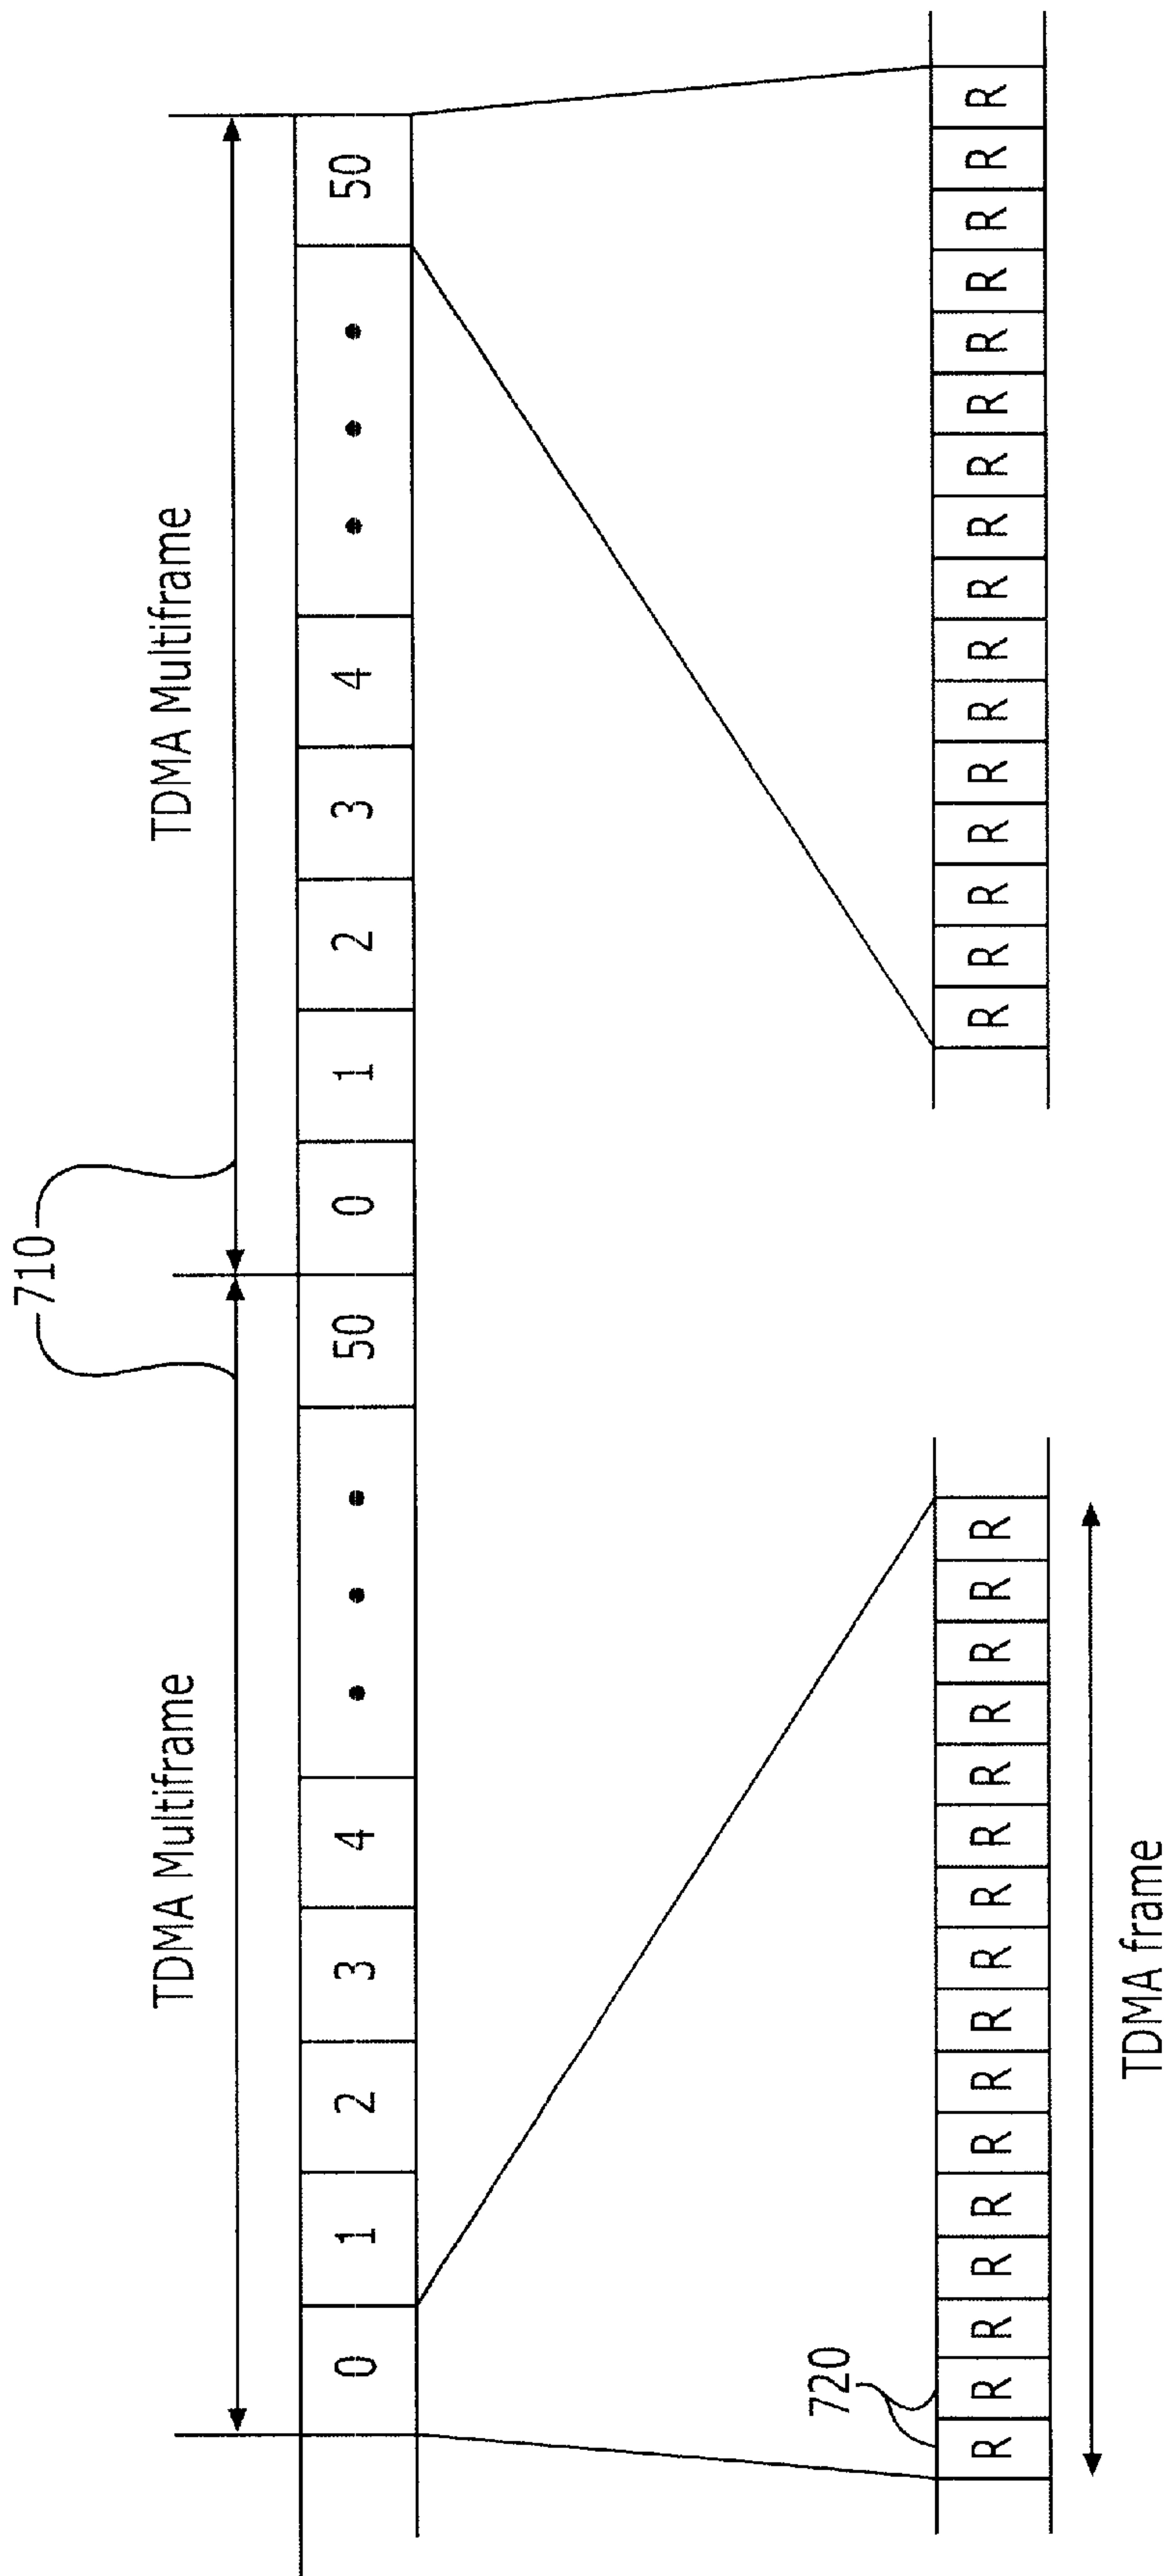 710
TDMA Multiframe TDMA Multiframe
0 1 2 3 4 • • • 50 0 1 2 3 4 • • • 50
720
R R R R R R R R R R R R R R R R R R R R R R R R R R R R R R R R
TDMA frame